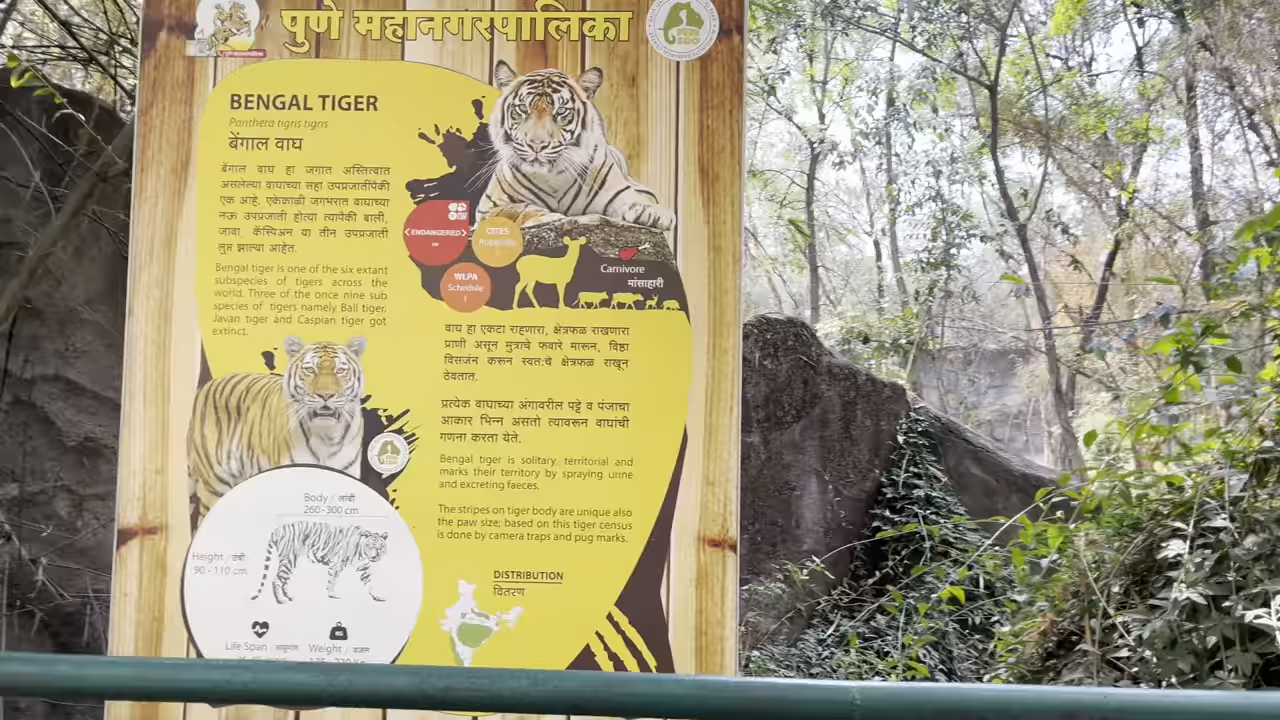 पुणे महानगरपालिका
BENGAL TIGER
Panthera tigris tigris
बेंगाल वाघ
बेंगाल वाघ हा जगात अस्तित्वात
असलेल्या वाघाच्या सहा उपप्रजातींपैकी
एक आहे. एकेकाळी जगभरात वाघाच्या
नऊ उपप्रजाती होत्या त्यापैकी बाली,
जावा, कॅस्पिअन या तीन उपप्रजाती
लुप्त झाल्या आहेत.
Bengal tiger is one of the six extant
subspecies of tigers across the
world. Three of the once nine sub
species of tigers namely Bali tiger,
Javan tiger and Caspian tiger got
extinct.
<ENDANGERED>
CITES
Appendix
WLPA
Schedule
I
Carnivore
मांसाहारी
वाघ हा एकटा राहणारा, क्षेत्रफळ राखणारा
प्राणी असून मुत्राचे फवारे मारून, विष्ठा
विसर्जन करून स्वत:चे क्षेत्रफळ राखून
ठेवतात.
प्रत्येक वाघाच्या अंगावरील पट्टे व पंजाचा
आकार भिन्न असतो त्यावरून वाघांची
गणना करता येते.
Bengal tiger is solitary, territorial and
marks their territory by spraying urine
and excreting faeces.
The stripes on tiger body are unique also
the paw size; based on this tiger census
is done by camera traps and pug marks.
Body / लांबी
260-300 cm
Height / उंची
90 - 110 cm
Life Span / आयुमान
Weight / वजन
KG
DISTRIBUTION
वितरण